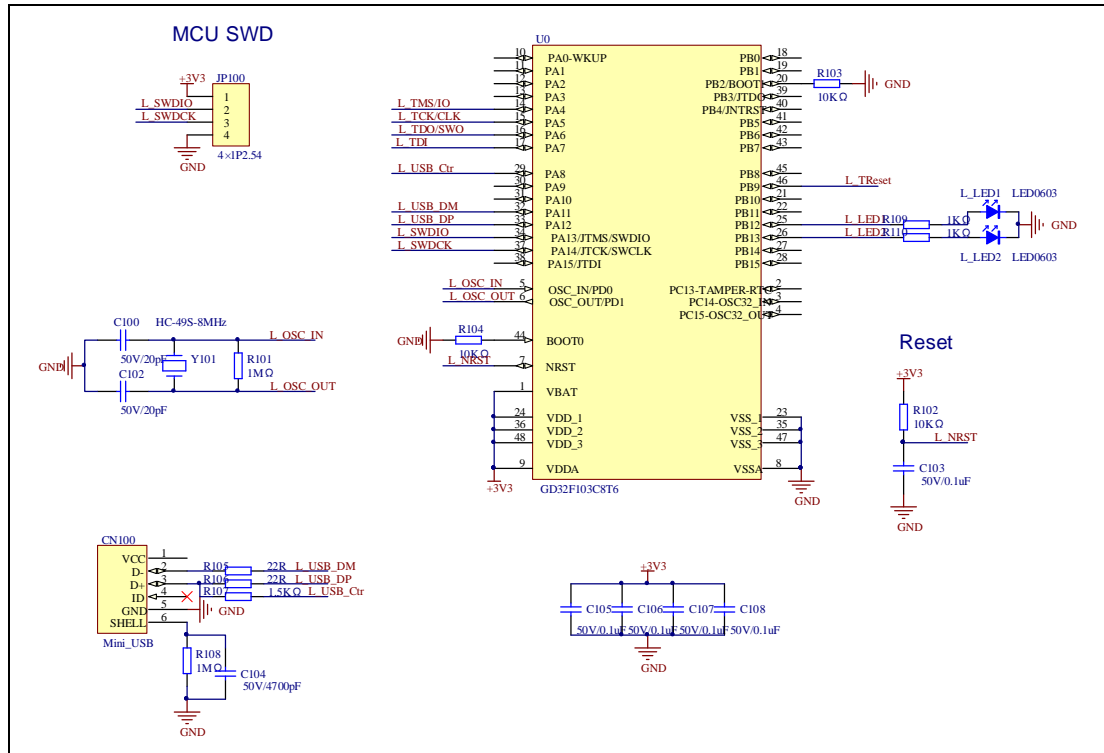 MCU SWD
+3V3
JP100
1
L_SWDIO 2
L_SWDCK 3
4
GND
4×1P2.54
U0
10 PA0-WKUP PB0 18
11 PA1 PB1 19
12 PA2 PB2/BOOT1 20 R103 GND
13 PA3 PB3/JTDO 39 10KΩ
L_TMS/IO 14 PA4 PB4/JNTRST 40
L_TCK/CLK 15 PA5 PB5 41
L_TDO/SWO 16 PA6 PB6 42
L_TDI 17 PA7 PB7 43
L_USB_Ctr 29 PA8 PB8 45
30 PA9 PB9 46 L_TReset
31 PA10 PB10 21
L_USB_DM 32 PA11 PB11 22
L_USB_DP 33 PA12 PB12 25 L_LED1 R109 1KΩ L_LED1 LED0603
L_SWDIO 34 PA13/JTMS/SWDIO PB13 26 L_LED2 R110 1KΩ GND
L_SWDCK 37 PA14/JTCK/SWCLK PB14 27
38 PA15/JTDI PB15 28 L_LED2 LED0603
L_OSC_IN 5 OSC_IN/PD0 PC13-TAMPER-RTC 2
L_OSC_OUT 6 OSC_OUT/PD1 PC14-OSC32_IN 3
PC15-OSC32_OUT 4
GND R104 10KΩ 44 BOOT0
L_NRST 7 NRST
1 VBAT
24 VDD_1 VSS_1 23
36 VDD_2 VSS_2 35
48 VDD_3 VSS_3 47
9 VDDA VSSA 8
+3V3 GND
GD32F103C8T6
C100 HC-49S-8MHz
L_OSC_IN
50V/20pF Y101 R101
GND C102 1MΩ
L_OSC_OUT
50V/20pF
Reset
+3V3
R102
10KΩ
L_NRST
C103
50V/0.1uF
GND
CN100
VCC 1
D- 2 R105 22R L_USB_DM
D+ 3 R106 22R L_USB_DP
ID 4 R107 1.5KΩ L_USB_Ctr
GND 5 GND
SHELL 6
Mini_USB
R108
1MΩ C104
50V/4700pF
GND
+3V3
C105 C106 C107 C108
50V/0.1uF 50V/0.1uF 50V/0.1uF 50V/0.1uF
GND